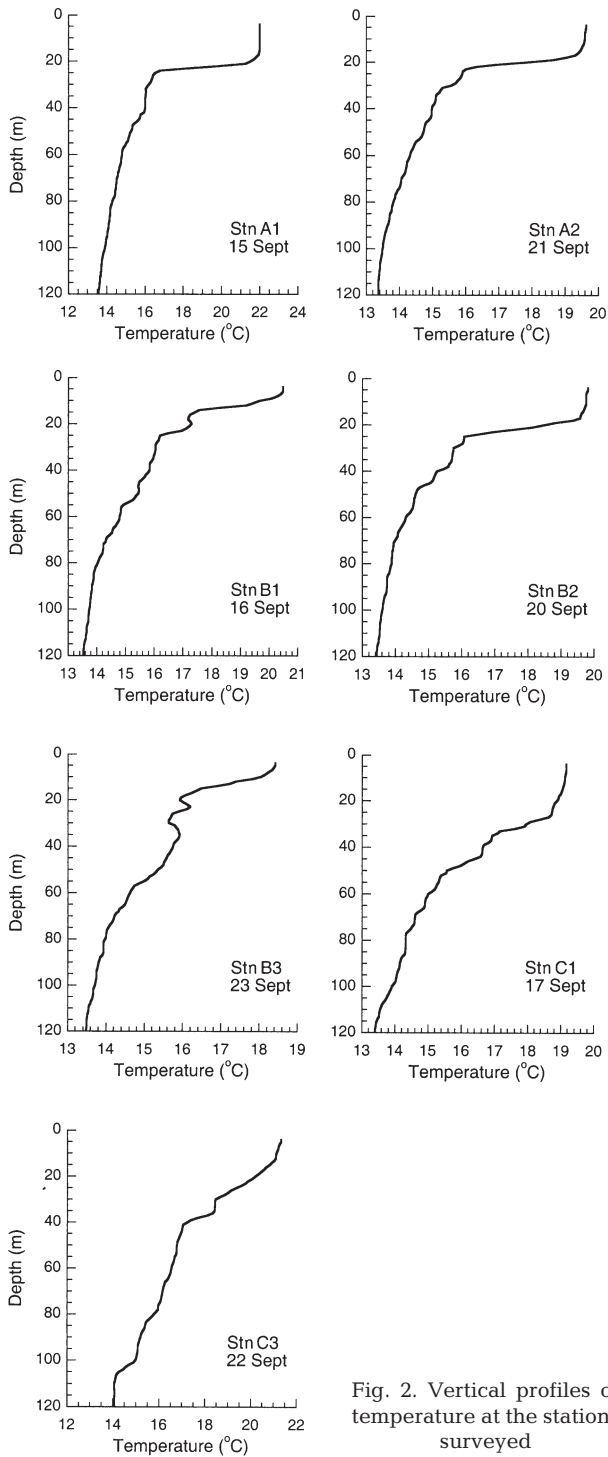 0
20
40
60
80
100
120
Depth (m)
Stn A1
15 Sept
12 14 16 18 20 22 24
Temperature (°C)
0
20
40
60
80
100
120
Stn A2
21 Sept
13 14 15 16 17 18 19 20
Temperature (°C)
0
20
40
60
80
100
120
Depth (m)
Stn B1
16 Sept
13 14 15 16 17 18 19 20 21
Temperature (°C)
0
20
40
60
80
100
120
Stn B2
20 Sept
13 14 15 16 17 18 19 20
Temperature (°C)
0
20
40
60
80
100
120
Depth (m)
Stn B3
23 Sept
13 14 15 16 17 18 19
Temperature (°C)
0
20
40
60
80
100
120
Stn C1
17 Sept
13 14 15 16 17 18 19 20
Temperature (°C)
0
20
40
60
80
100
120
Depth (m)
Stn C3
22 Sept
12 14 16 18 20 22
Temperature (°C)
Fig. 2. Vertical profiles o
temperature at the station
surveyed